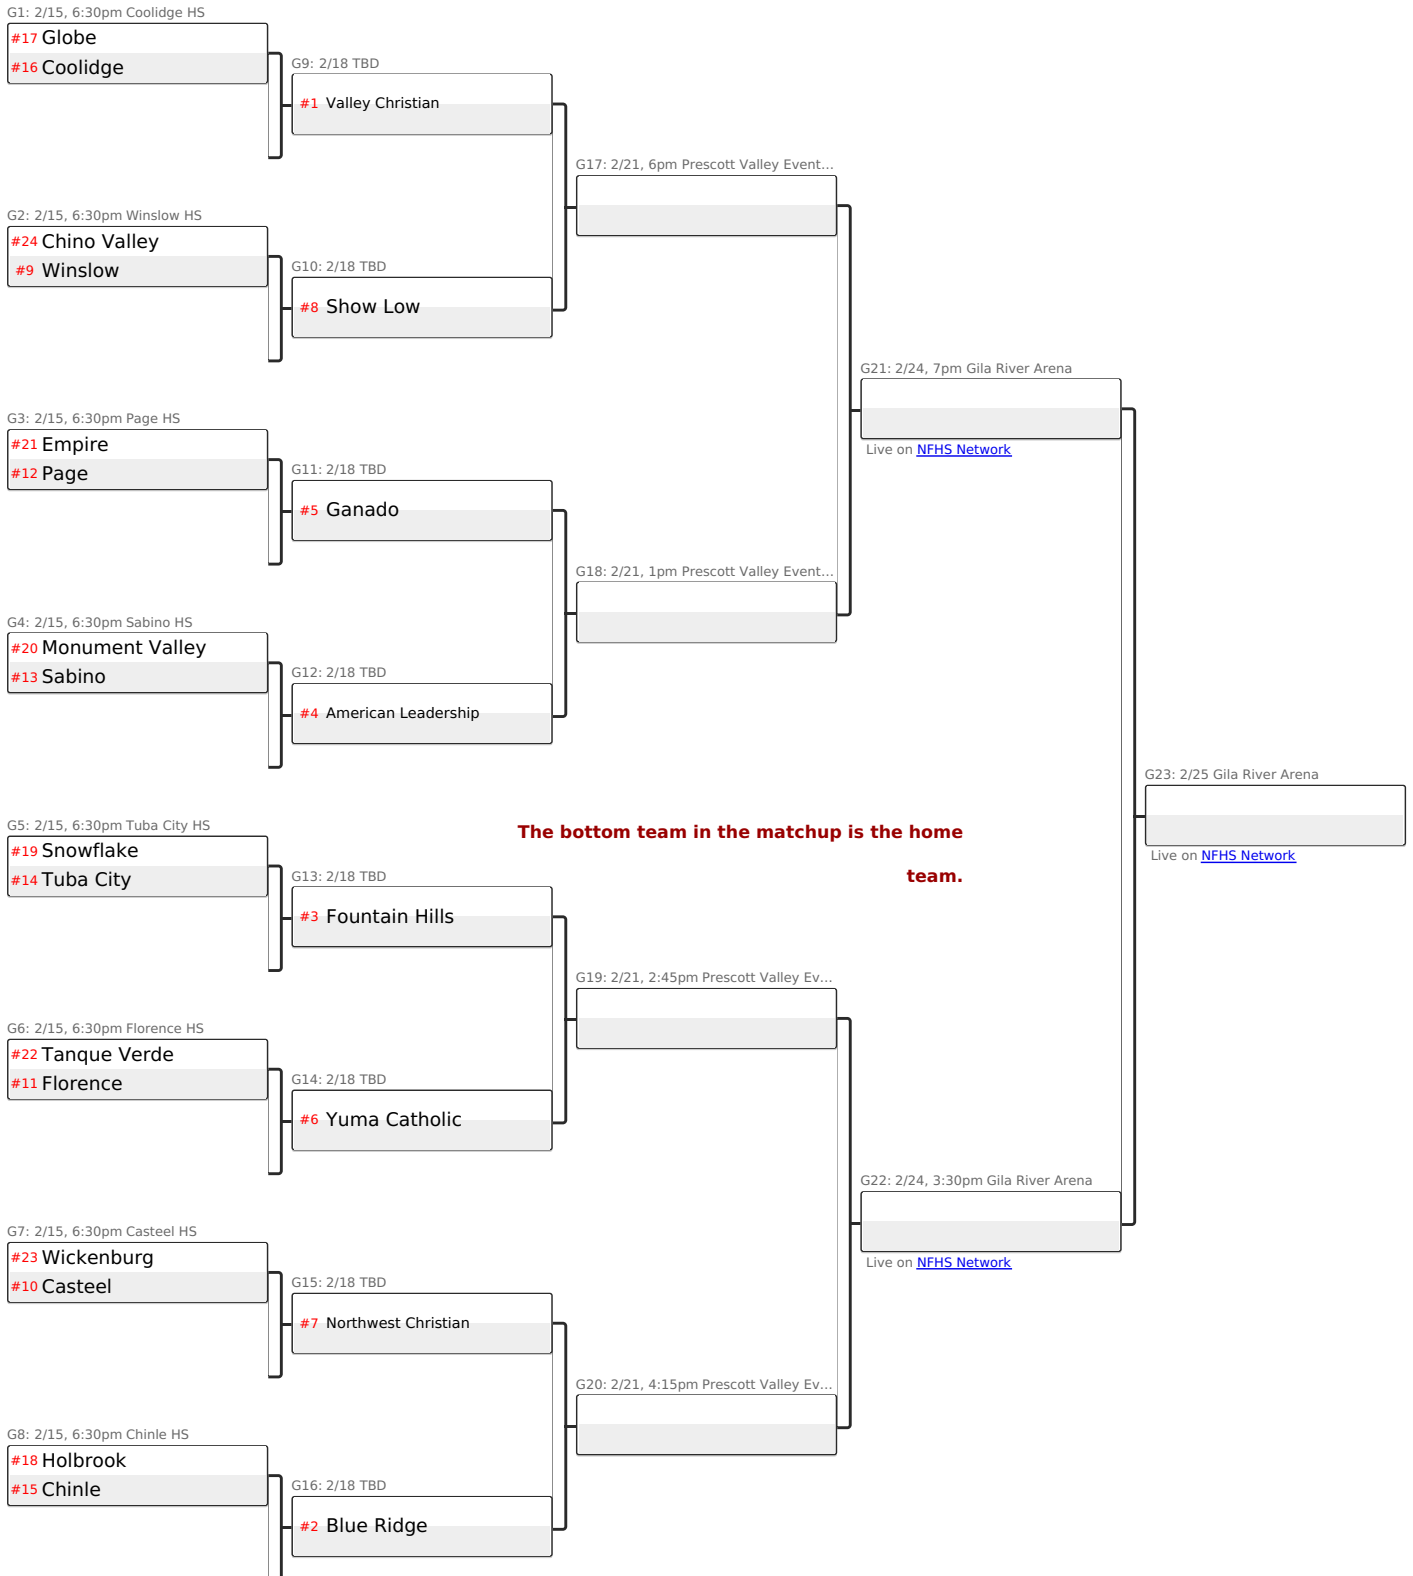 G1: 2/15, 6:30pm Coolidge HS
#17 Globe
#16 Coolidge
G9: 2/18 TBD
#1 Valley Christian
G17: 2/21, 6pm Prescott Valley Event...
G2: 2/15, 6:30pm Winslow HS
#24 Chino Valley
#9 Winslow
G10: 2/18 TBD
#8 Show Low
G21: 2/24, 7pm Gila River Arena
Live on NFHS Network
G3: 2/15, 6:30pm Page HS
#21 Empire
#12 Page
G11: 2/18 TBD
#5 Ganado
G18: 2/21, 1pm Prescott Valley Event...
G4: 2/15, 6:30pm Sabino HS
#20 Monument Valley
#13 Sabino
G12: 2/18 TBD
#4 American Leadership
G23: 2/25 Gila River Arena
Live on NFHS Network
The bottom team in the matchup is the home
team.
G5: 2/15, 6:30pm Tuba City HS
#19 Snowflake
#14 Tuba City
G13: 2/18 TBD
#3 Fountain Hills
G19: 2/21, 2:45pm Prescott Valley Ev...
G6: 2/15, 6:30pm Florence HS
#22 Tanque Verde
#11 Florence
G14: 2/18 TBD
#6 Yuma Catholic
G22: 2/24, 3:30pm Gila River Arena
Live on NFHS Network
G7: 2/15, 6:30pm Casteel HS
#23 Wickenburg
#10 Casteel
G15: 2/18 TBD
#7 Northwest Christian
G20: 2/21, 4:15pm Prescott Valley Ev...
G8: 2/15, 6:30pm Chinle HS
#18 Holbrook
#15 Chinle
G16: 2/18 TBD
#2 Blue Ridge